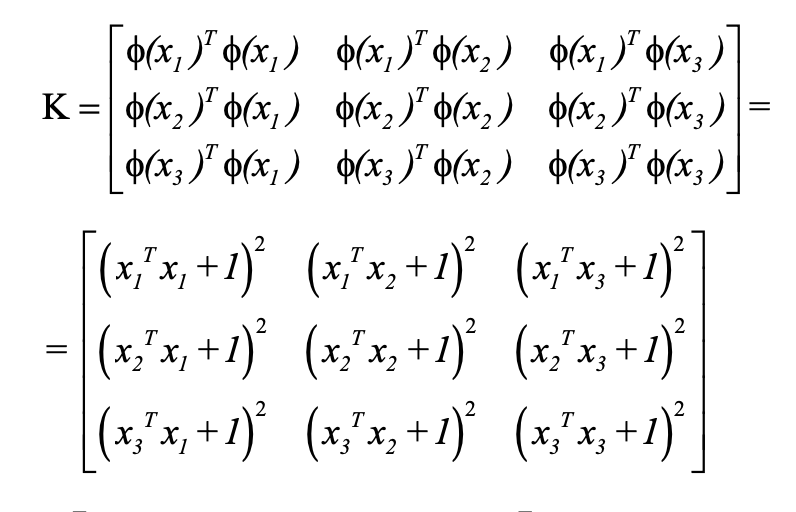 K = [ ϕ(x₁)ᵀϕ(x₁) ϕ(x₁)ᵀϕ(x₂) ϕ(x₁)ᵀϕ(x₃)
ϕ(x₂)ᵀϕ(x₁) ϕ(x₂)ᵀϕ(x₂) ϕ(x₂)ᵀϕ(x₃)
ϕ(x₃)ᵀϕ(x₁) ϕ(x₃)ᵀϕ(x₂) ϕ(x₃)ᵀϕ(x₃) ] =
= [ (x₁ᵀx₁ + 1)² (x₁ᵀx₂ + 1)² (x₁ᵀx₃ + 1)²
(x₂ᵀx₁ + 1)² (x₂ᵀx₂ + 1)² (x₂ᵀx₃ + 1)²
(x₃ᵀx₁ + 1)² (x₃ᵀx₂ + 1)² (x₃ᵀx₃ + 1)² ]